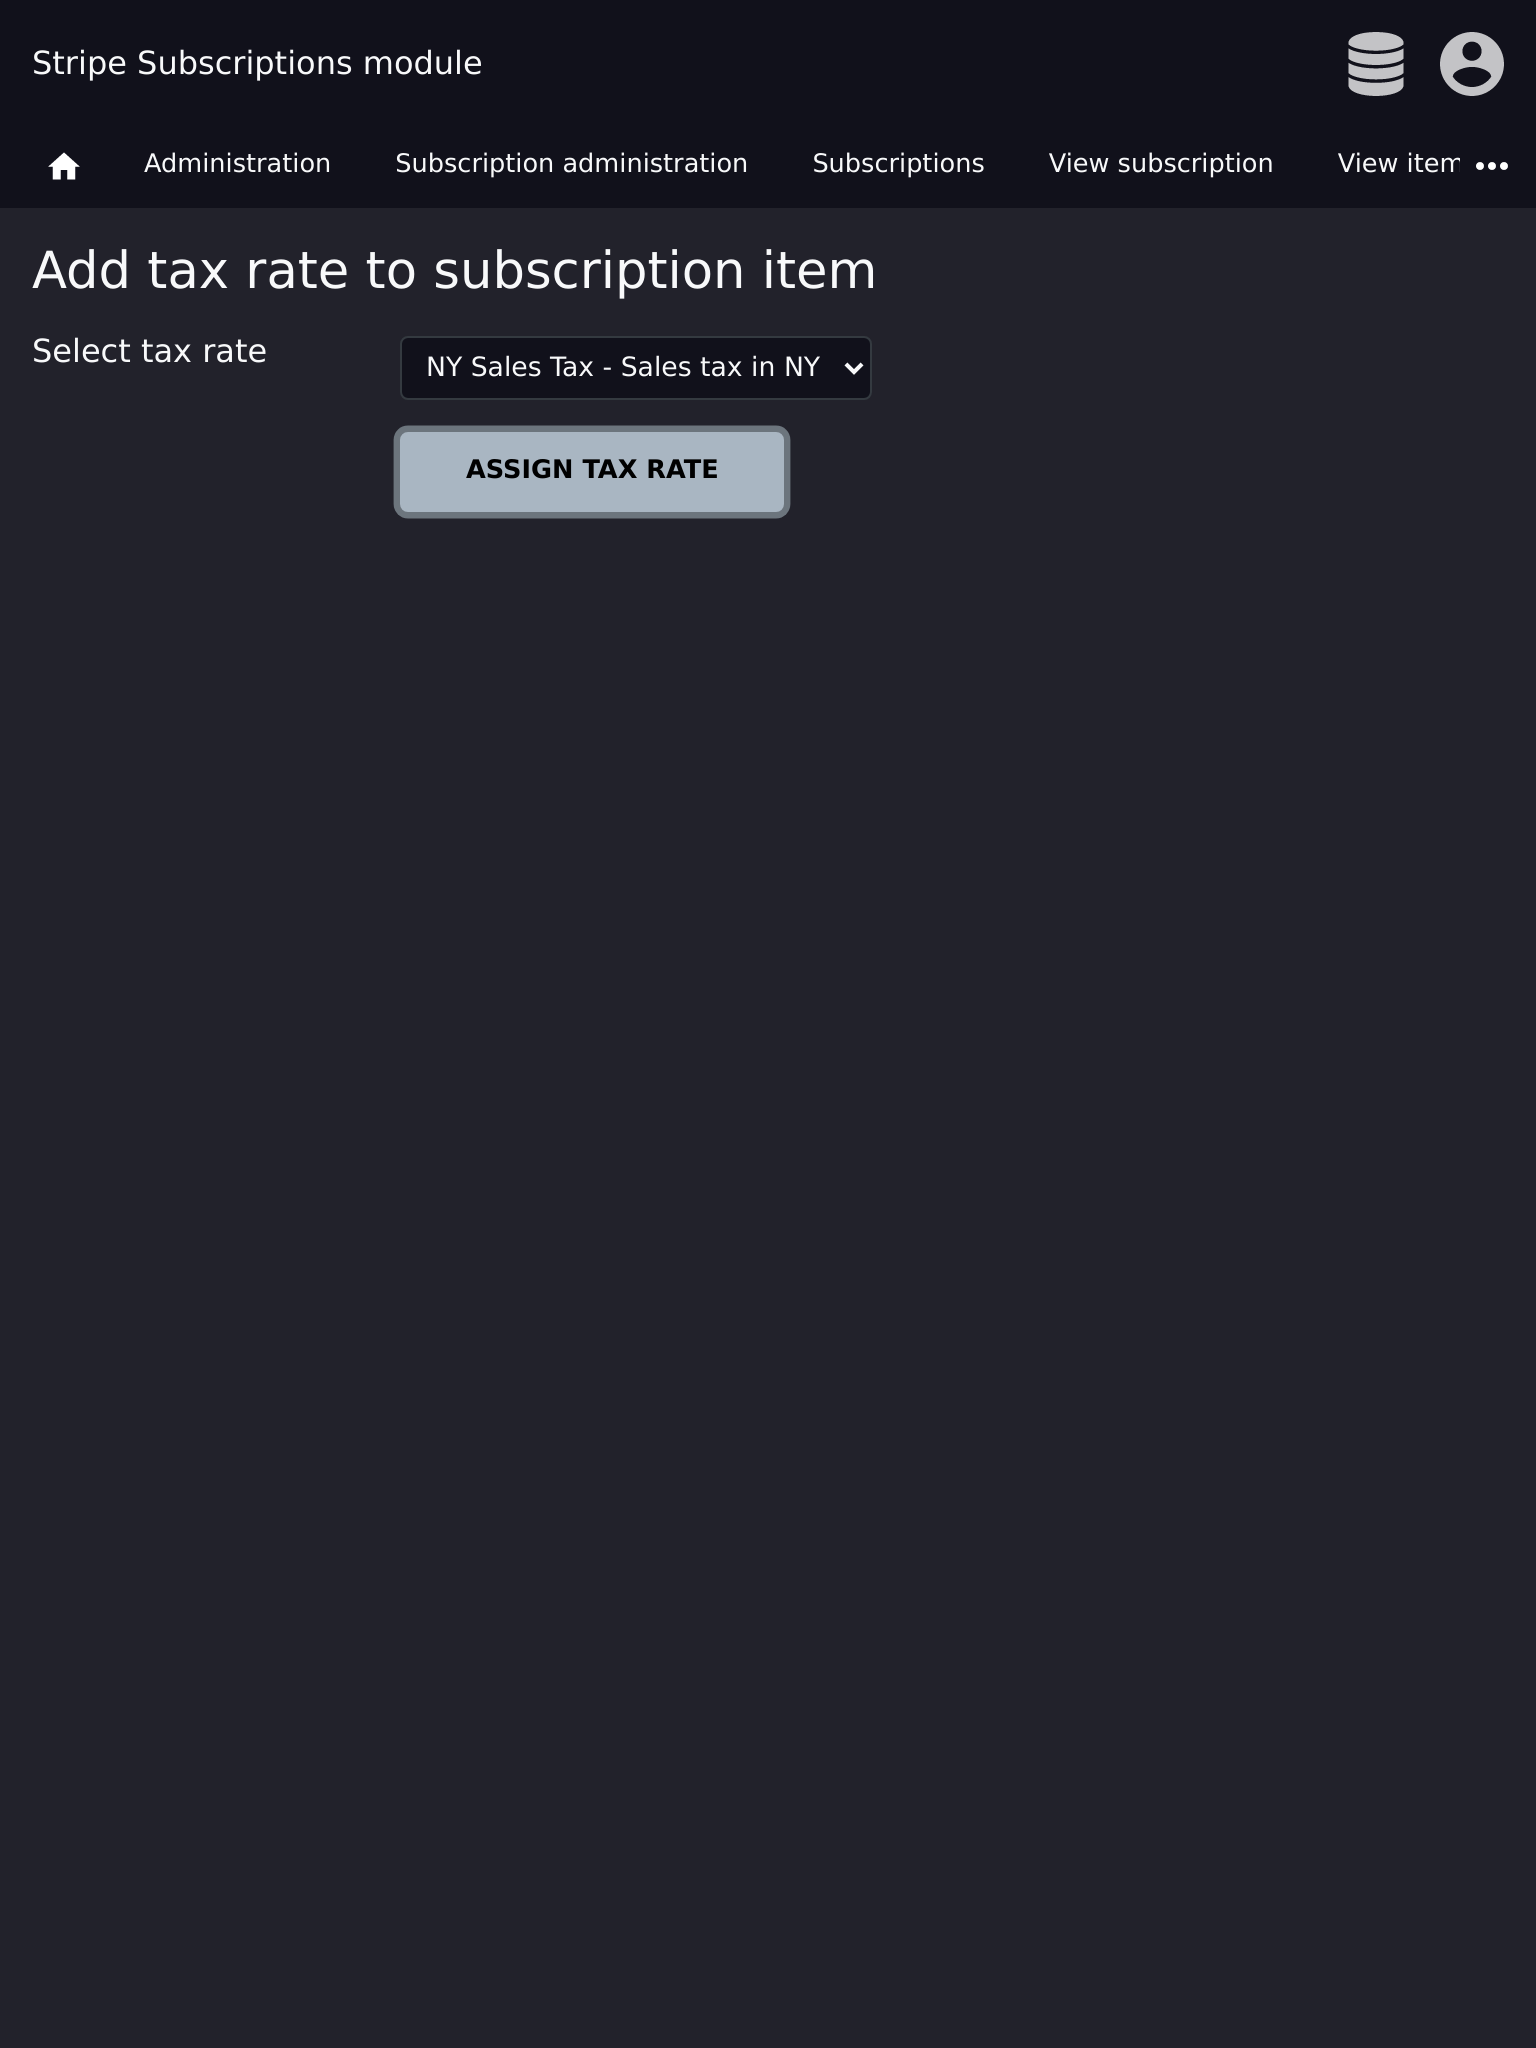 Stripe Subscriptions module
Administration Subscription administration Subscriptions View subscription View item
Add tax rate to subscription item
Select tax rate
NY Sales Tax - Sales tax in NY
ASSIGN TAX RATE